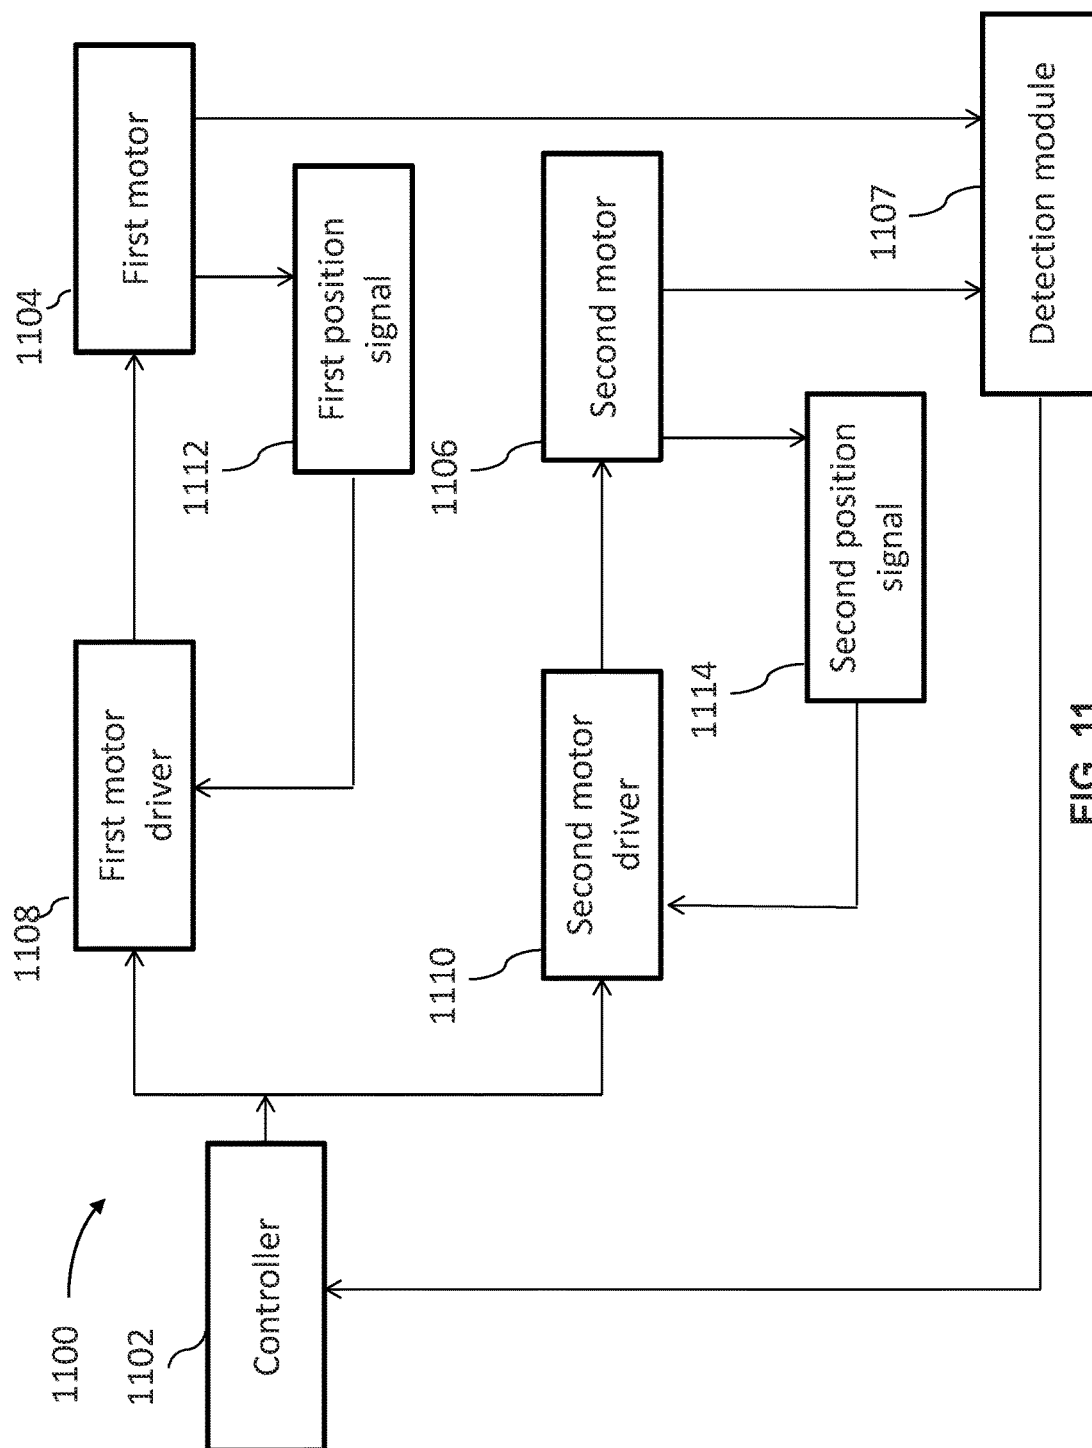 1100
1102
Controller
1108
First motor
driver
1104
First motor
1112
First position
signal
1110
Second motor
driver
1106
Second motor
1114
Second position
signal
1107
Detection module
FIG. 11